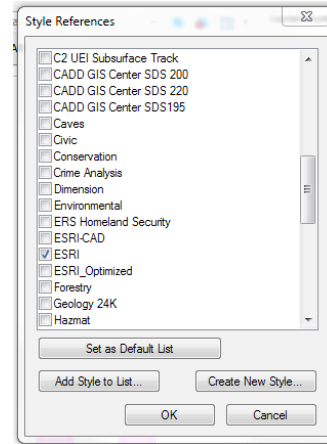 Style References
C2 UEI Subsurface Track
CADD GIS Center SDS 200
CADD GIS Center SDS 220
CADD GIS Center SDS195
Caves
Civic
Conservation
Crime Analysis
Dimension
Environmental
ERS Homeland Security
ESRI-CAD
ESRI
ESRI_Optimized
Forestry
Geology 24K
Hazmat
Set as Default List
Add Style to List...
Create New Style...
OK
Cancel